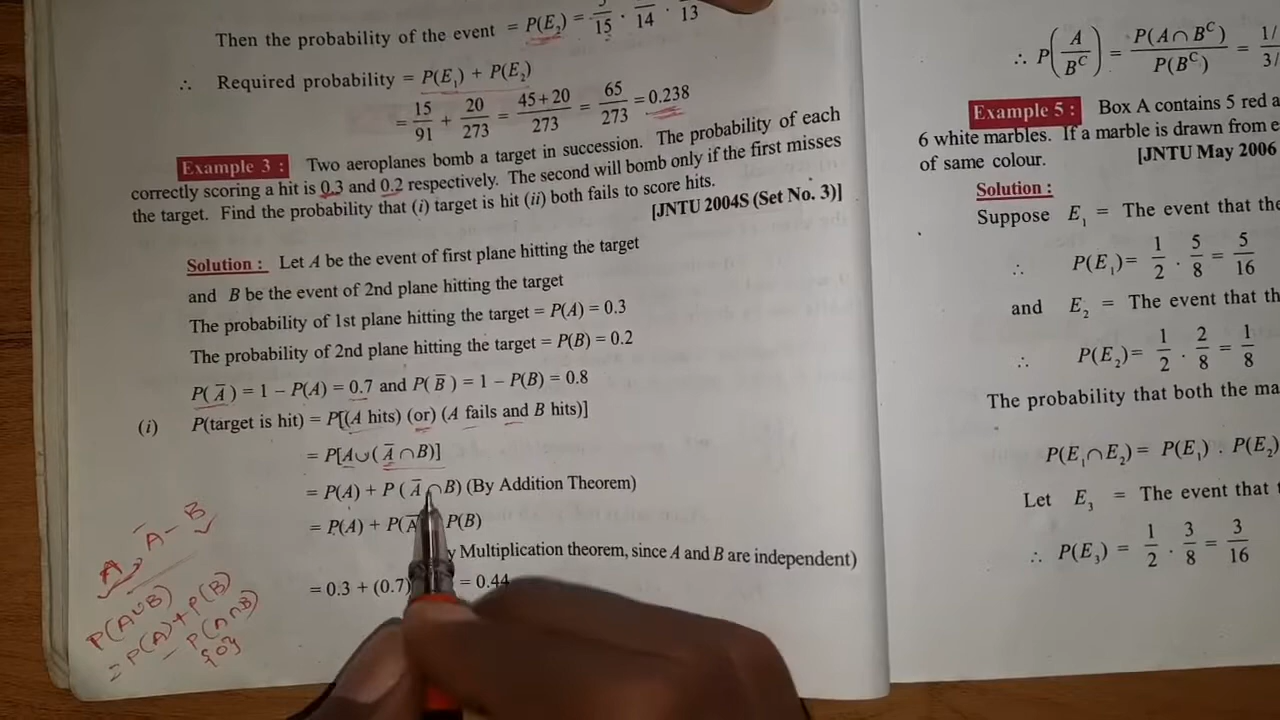 Then the probability of the event = P(E₂) = /15 · /14 · /13
∴ Required probability = P(E₁) + P(E₂)
= 15/91 + 20/273 = 45+20/273 = 65/273 = 0.238
Example 3 : Two aeroplanes bomb a target in succession. The probability of each
correctly scoring a hit is 0.3 and 0.2 respectively. The second will bomb only if the first misses
the target. Find the probability that (i) target is hit (ii) both fails to score hits.
[JNTU 2004S (Set No. 3)]
Solution : Let A be the event of first plane hitting the target
and B be the event of 2nd plane hitting the target
The probability of 1st plane hitting the target = P(A) = 0.3
The probability of 2nd plane hitting the target = P(B) = 0.2
P(A̅) = 1 – P(A) = 0.7 and P(B̅) = 1 – P(B) = 0.8
(i) P(target is hit) = P[(A hits) (or) (A fails and B hits)]
= P[A∪(A̅∩B)]
= P(A) + P(A̅∩B) (By Addition Theorem)
= P(A) + P(A̅ P(B)
Multiplication theorem, since A and B are independent)
= 0.3 + (0.7) = 0.44
A, A̅ – B
P(A∪B)
= P(A)+P(B)
– P(A∩B)
∴ P(A/Bᶜ) = P(A∩Bᶜ)/P(Bᶜ) = 1/ 3/
Example 5 : Box A contains 5 red a
6 white marbles. If a marble is drawn from e
of same colour. [JNTU May 2006
Solution :
Suppose E₁ = The event that the
∴ P(E₁) = 1/2 · 5/8 = 5/16
and E₂ = The event that th
∴ P(E₂) = 1/2 · 2/8 = 1/8
The probability that both the ma
P(E₁∩E₂) = P(E₁) . P(E₂)
Let E₃ = The event that t
∴ P(E₃) = 1/2 · 3/8 = 3/16